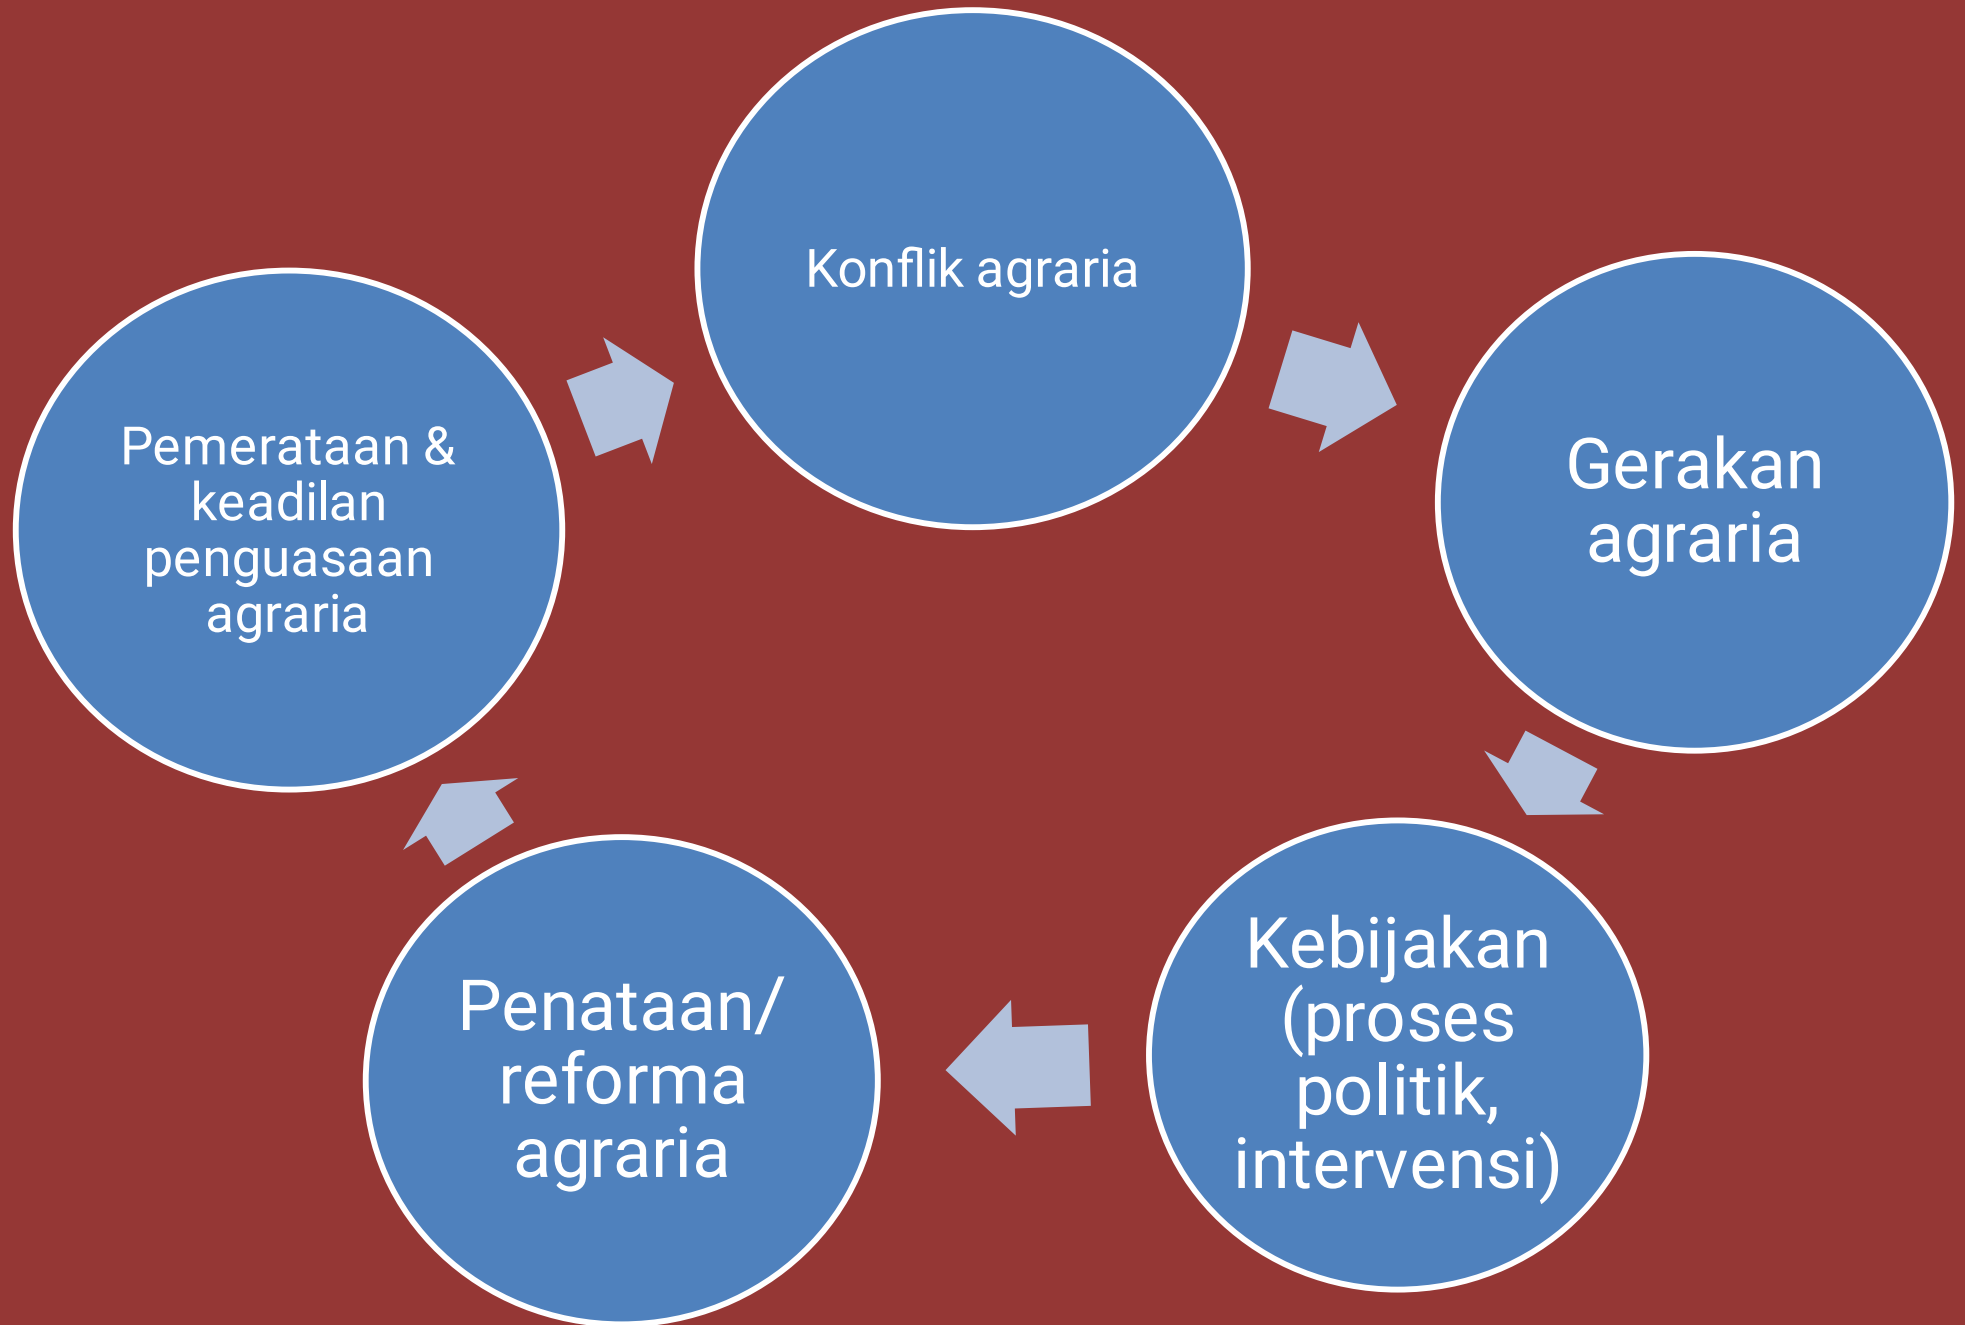 Konflik agraria
Gerakan
agraria
Kebijakan
(proses
politik,
intervensi)
Penataan/
reforma
agraria
Pemerataan &
keadilan
penguasaan
agraria